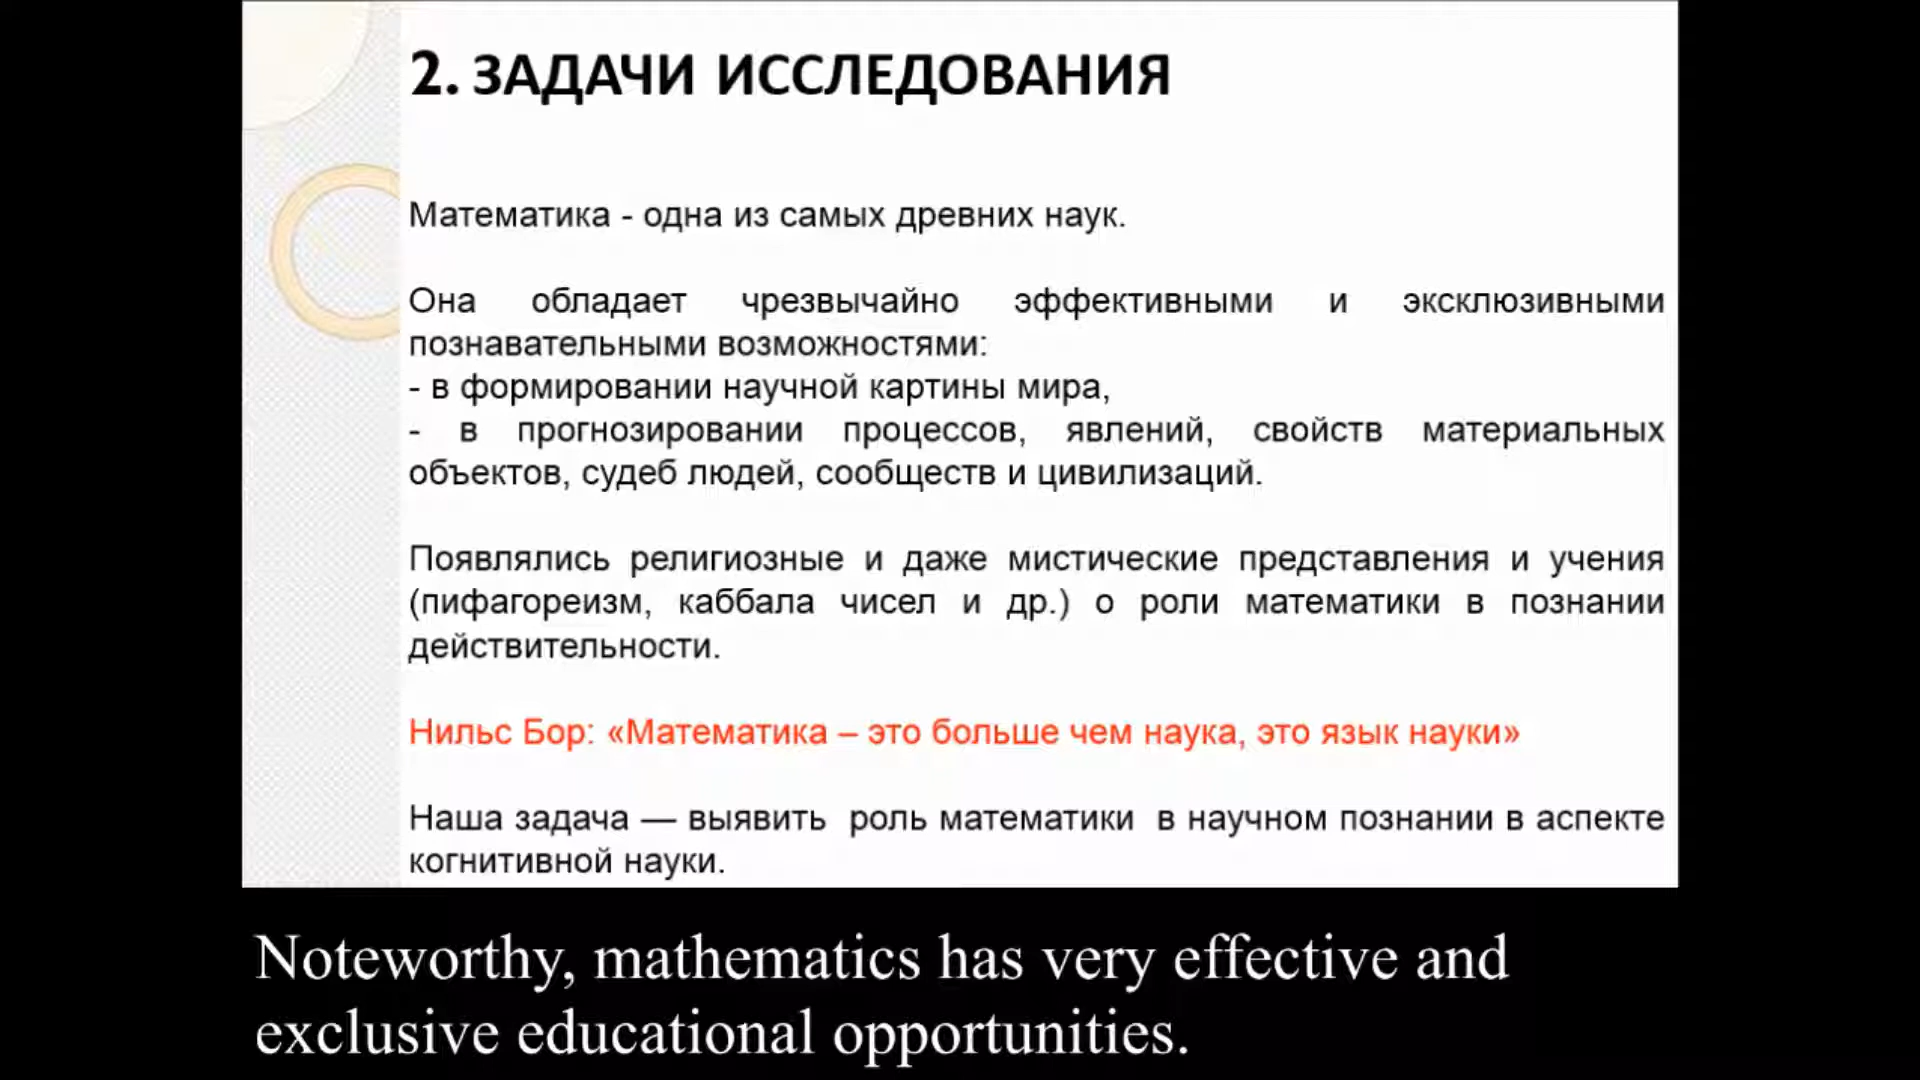 2. ЗАДАЧИ ИССЛЕДОВАНИЯ
Математика - одна из самых древних наук.
Она обладает чрезвычайно эффективными и эксклюзивными
познавательными возможностями:
- в формировании научной картины мира,
- в прогнозировании процессов, явлений, свойств материальных
объектов, судеб людей, сообществ и цивилизаций.
Появлялись религиозные и даже мистические представления и учения
(пифагореизм, каббала чисел и др.) о роли математики в познании
действительности.
Нильс Бор: «Математика – это больше чем наука, это язык науки»
Наша задача — выявить роль математики в научном познании в аспекте
когнитивной науки.
Noteworthy, mathematics has very effective and
exclusive educational opportunities.